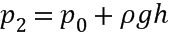 p₂ = p₀ + ρgh